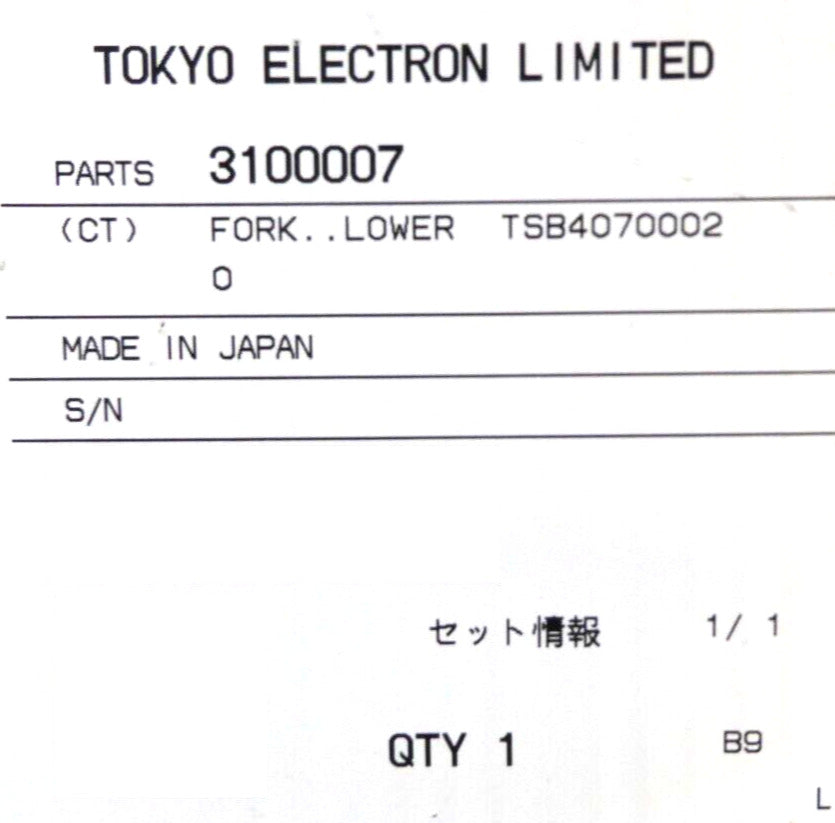 TOKYO ELECTRON LIMITED
PARTS 3100007
(CT) FORK..LOWER TSB4070002
0
MADE IN JAPAN
S/N
セット情報 1/ 1
QTY 1 B9
L